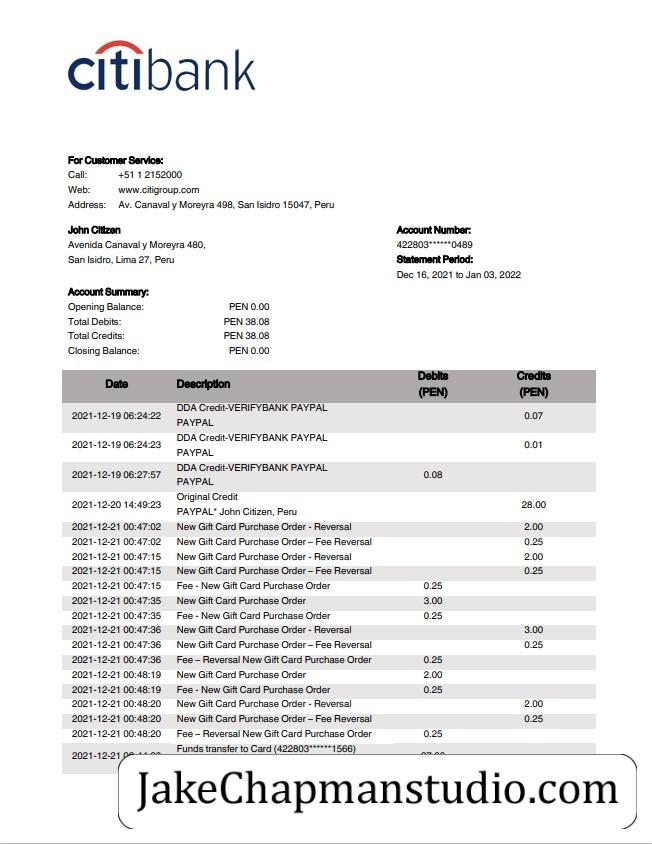 citibank
For Customer Service:
Call: +51 1 2152000
Web: www.citigroup.com
Address: Av. Canaval y Moreyra 498, San Isidro 15047, Peru
John Citizen Account Number:
Avenida Canaval y Moreyra 480, 422803******0489
San Isidro, Lima 27, Peru Statement Period:
Dec 16, 2021 to Jan 03, 2022
Account Summary:
Opening Balance: PEN 0.00
Total Debits: PEN 38.08
Total Credits: PEN 38.08
Closing Balance: PEN 0.00
Date Description Debits (PEN) Credits (PEN)
2021-12-19 06:24:22 DDA Credit-VERIFYBANK PAYPAL PAYPAL 0.07
2021-12-19 06:24:23 DDA Credit-VERIFYBANK PAYPAL PAYPAL 0.01
2021-12-19 06:27:57 DDA Credit-VERIFYBANK PAYPAL PAYPAL 0.08
2021-12-20 14:49:23 Original Credit PAYPAL* John Citizen, Peru 28.00
2021-12-21 00:47:02 New Gift Card Purchase Order - Reversal 2.00
2021-12-21 00:47:02 New Gift Card Purchase Order – Fee Reversal 0.25
2021-12-21 00:47:15 New Gift Card Purchase Order - Reversal 2.00
2021-12-21 00:47:15 New Gift Card Purchase Order – Fee Reversal 0.25
2021-12-21 00:47:15 Fee - New Gift Card Purchase Order 0.25
2021-12-21 00:47:35 New Gift Card Purchase Order 3.00
2021-12-21 00:47:35 Fee - New Gift Card Purchase Order 0.25
2021-12-21 00:47:36 New Gift Card Purchase Order - Reversal 3.00
2021-12-21 00:47:36 New Gift Card Purchase Order – Fee Reversal 0.25
2021-12-21 00:47:36 Fee – Reversal New Gift Card Purchase Order 0.25
2021-12-21 00:48:19 New Gift Card Purchase Order 2.00
2021-12-21 00:48:19 Fee - New Gift Card Purchase Order 0.25
2021-12-21 00:48:20 New Gift Card Purchase Order - Reversal 2.00
2021-12-21 00:48:20 New Gift Card Purchase Order – Fee Reversal 0.25
2021-12-21 00:48:20 Fee – Reversal New Gift Card Purchase Order 0.25
2021-12-21 Funds transfer to Card (422803******1566)
JakeChapmanstudio.com